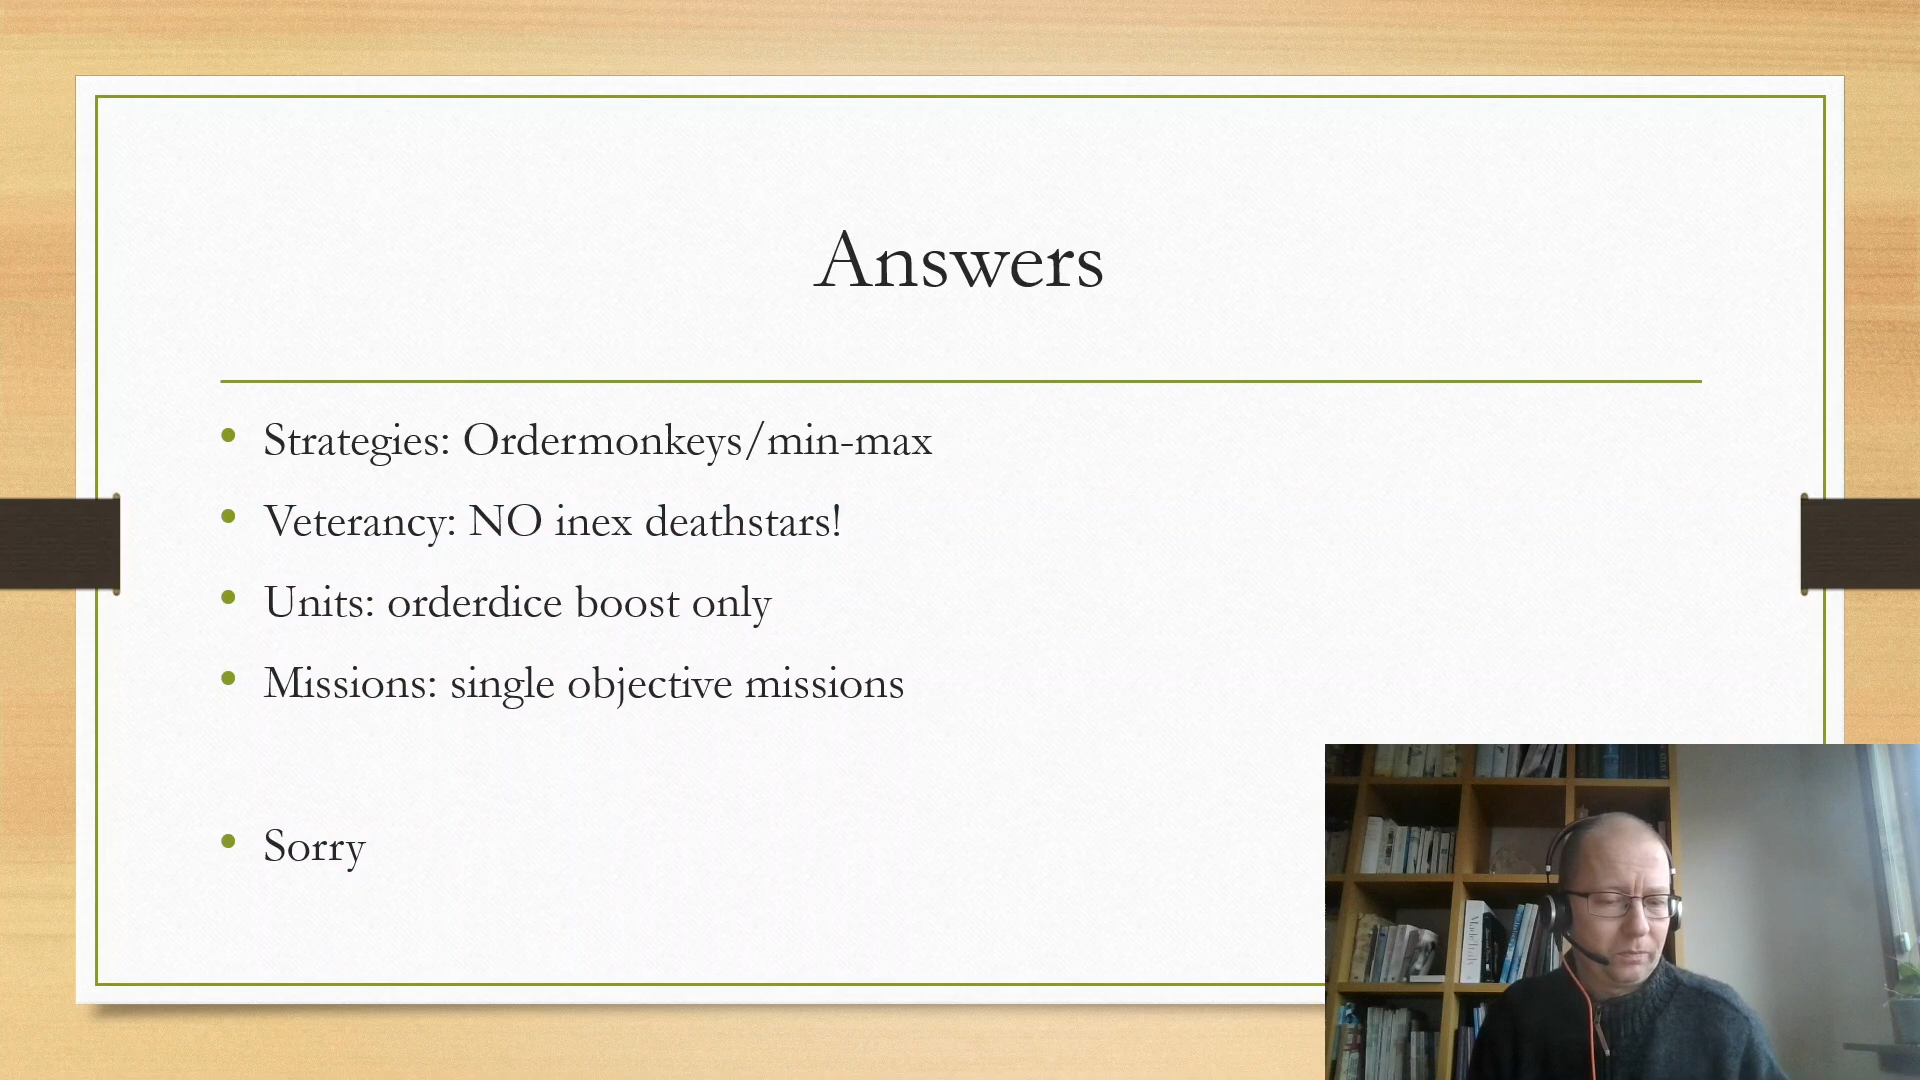 Answers
Strategies: Ordermonkeys/min-max
Veterancy: NO inex deathstars!
Units: orderdice boost only
Missions: single objective missions
Sorry